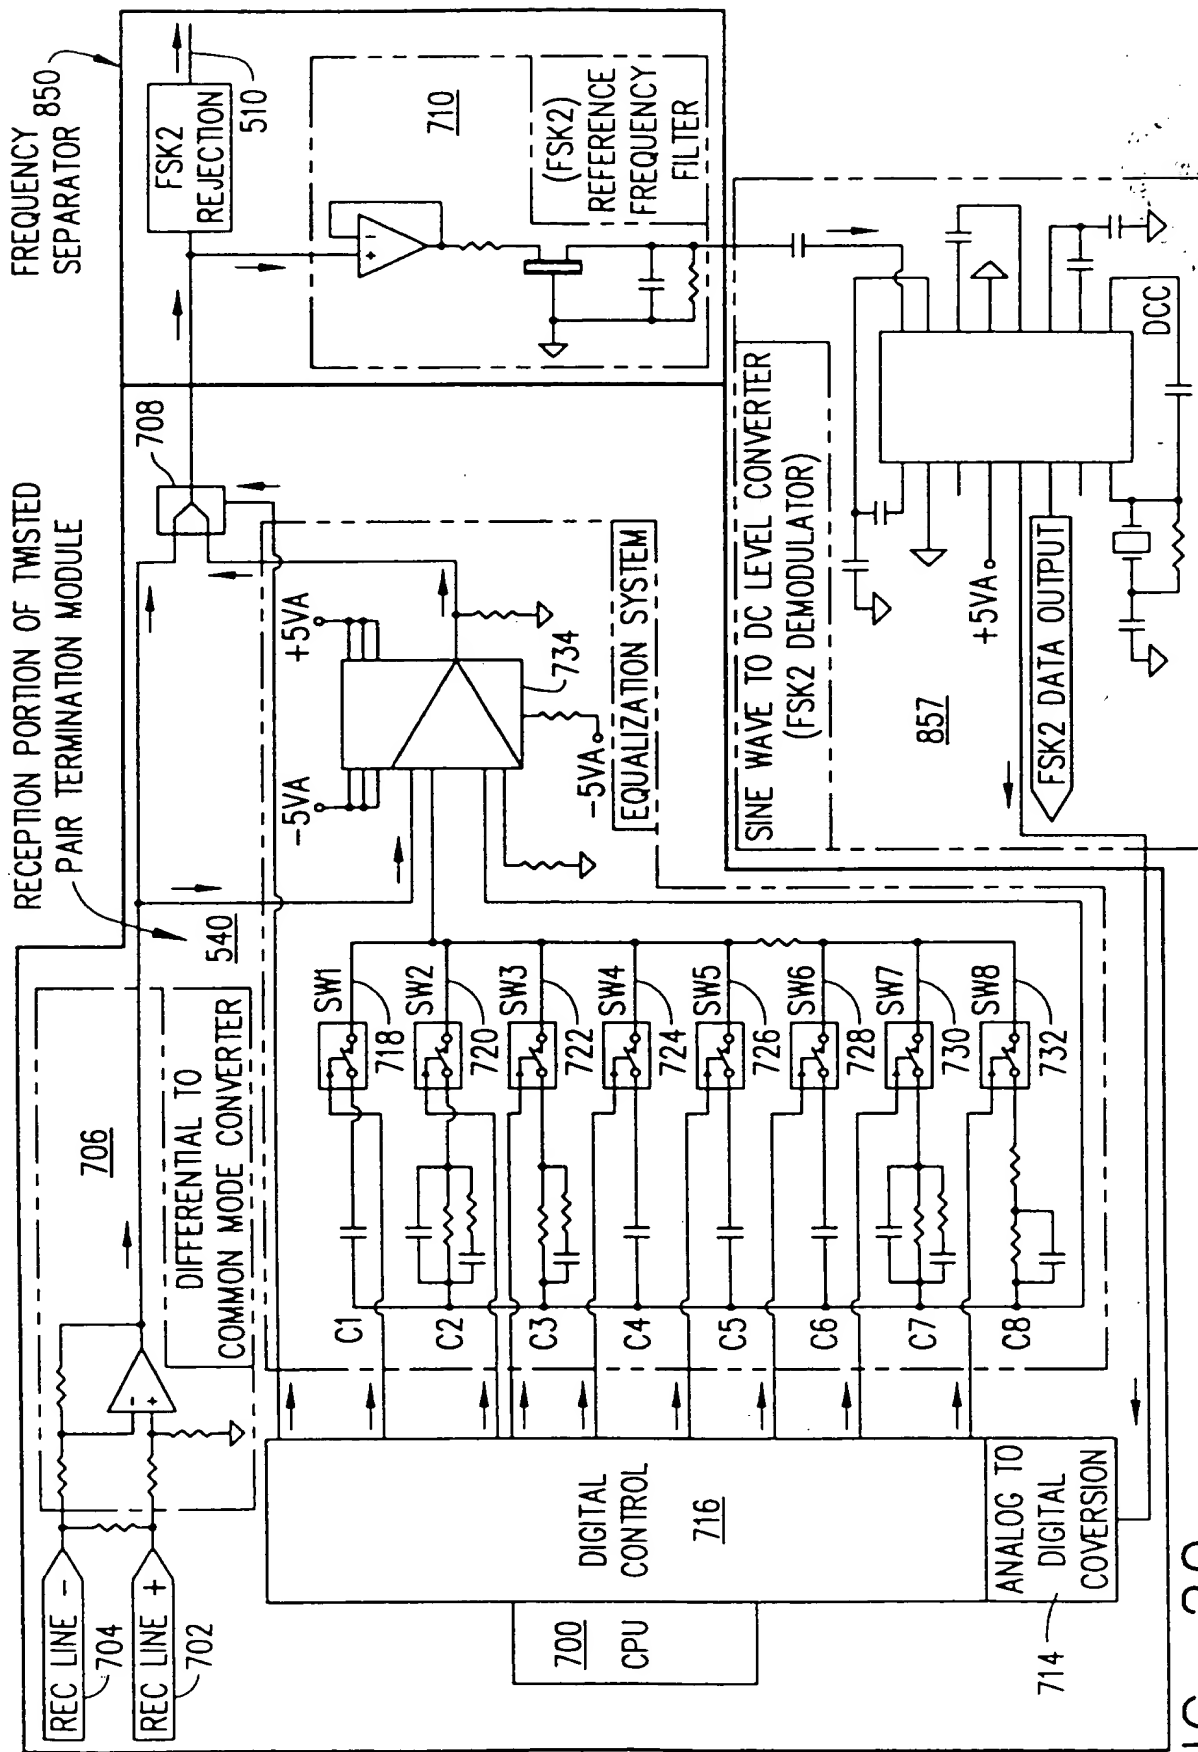 RECEPTION PORTION OF TWISTED
PAIR TERMINATION MODULE
FREQUENCY
SEPARATOR 850
REC LINE -
704
REC LINE +
702
706
DIFFERENTIAL TO
COMMON MODE CONVERTER
-
+
540
708
FSK2
REJECTION
510
-
+
710
(FSK2)
REFERENCE
FREQUENCY
FILTER
-5VA
+5VA
734
-5VA
EQUALIZATION SYSTEM
C1
SW1
718
C2
SW2
720
C3
SW3
722
C4
SW4
724
C5
SW5
726
C6
SW6
728
C7
SW7
730
C8
SW8
732
700
CPU
DIGITAL
CONTROL
716
ANALOG TO
DIGITAL
COVERSION
714
SINE WAVE TO DC LEVEL CONVERTER
(FSK2 DEMODULATOR)
857
+5VA
FSK2 DATA OUTPUT
DCC